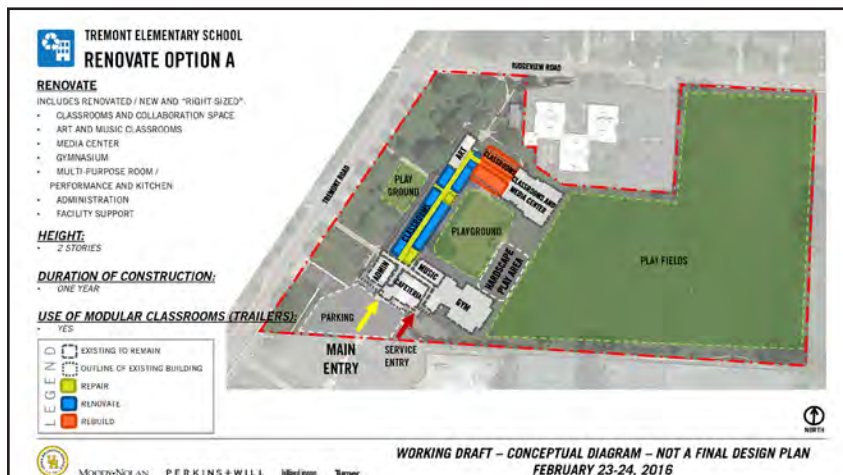 TREMONT ELEMENTARY SCHOOL
RENOVATE OPTION A
RENOVATE
INCLUDES RENOVATED / NEW AND "RIGHT-SIZED":
• CLASSROOMS AND COLLABORATION SPACE
• ART AND MUSIC CLASSROOMS
• MEDIA CENTER
• GYMNASIUM
• MULTI-PURPOSE ROOM /
PERFORMANCE AND KITCHEN
• ADMINISTRATION
• FACILITY SUPPORT
HEIGHT:
• 2 STORIES
DURATION OF CONSTRUCTION:
• ONE YEAR
USE OF MODULAR CLASSROOMS (TRAILERS):
• YES
LEGEND
EXISTING TO REMAIN
OUTLINE OF EXISTING BUILDING
REPAIR
RENOVATE
REBUILD
RIDGEVIEW ROAD
TREMONT ROAD
ART
CLASSROOMS
CLASSROOMS AND
MEDIA CENTER
PLAY
GROUND
CLASSROOMS
PLAYGROUND
HARDSCAPE
PLAY AREA
PLAY FIELDS
ADMIN
MUSIC
CAFETERIA
GYM
PARKING
MAIN
ENTRY
SERVICE
ENTRY
NORTH
MOODY•NOLAN
PERKINS+WILL
Turner
WORKING DRAFT – CONCEPTUAL DIAGRAM – NOT A FINAL DESIGN PLAN
FEBRUARY 23-24, 2016